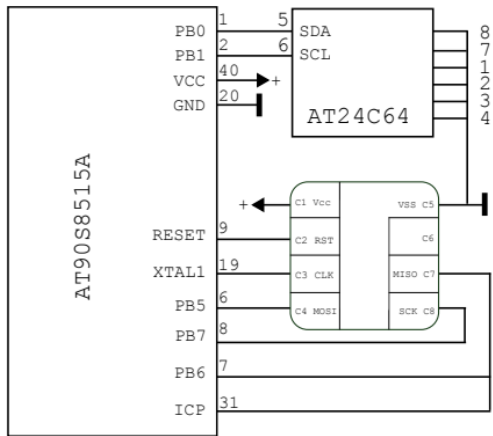 PB0 1 5 SDA 8
PB1 2 6 SCL 7
VCC 40 + 1
GND 20 2
AT24C64 3
4
AT90S8515A
+ C1 Vcc VSS C5
RESET 9 C2 RST C6
XTAL1 19 C3 CLK MISO C7
PB5 6 C4 MOSI SCK C8
PB7 8
PB6 7
ICP 31